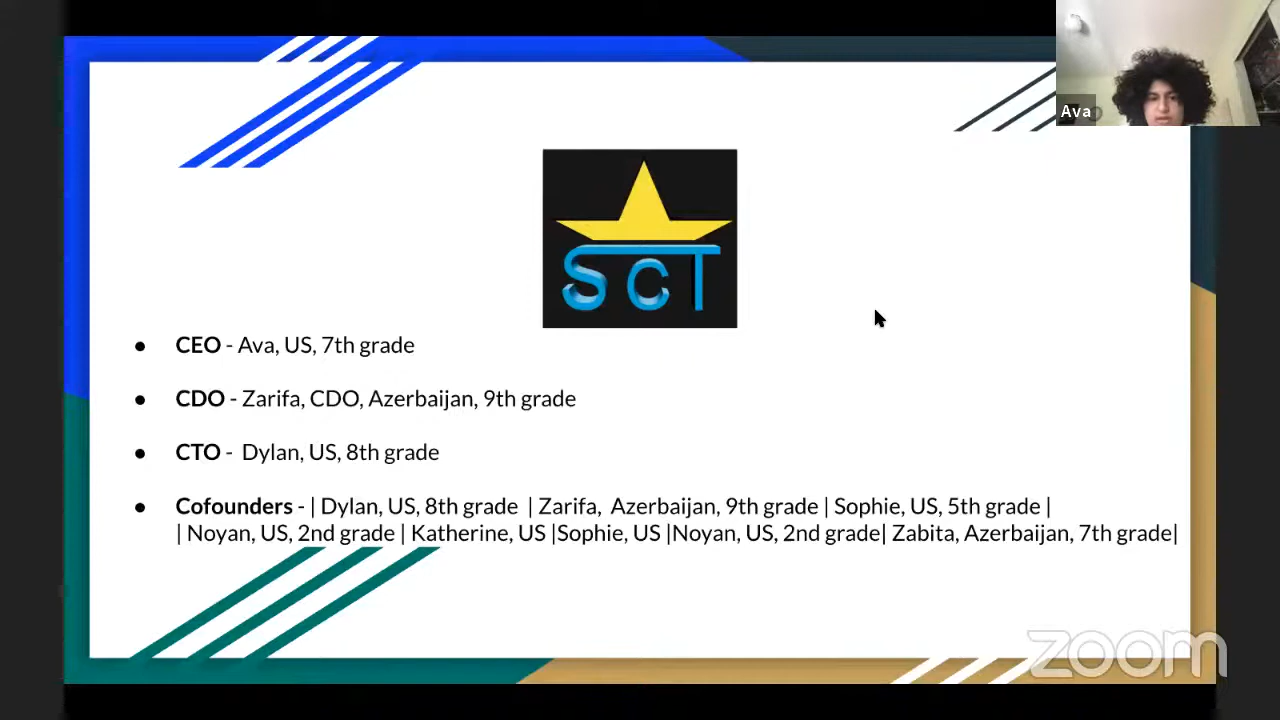 Ava
SCT
● CEO - Ava, US, 7th grade
● CDO - Zarifa, CDO, Azerbaijan, 9th grade
● CTO - Dylan, US, 8th grade
● Cofounders - | Dylan, US, 8th grade | Zarifa, Azerbaijan, 9th grade | Sophie, US, 5th grade |
| Noyan, US, 2nd grade | Katherine, US |Sophie, US |Noyan, US, 2nd grade| Zabita, Azerbaijan, 7th grade|
zoom